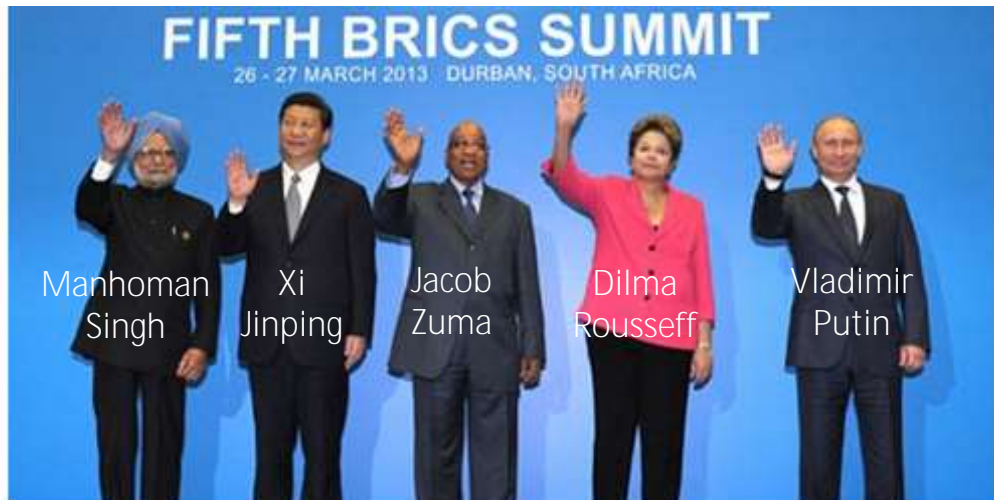 FIFTH BRICS SUMMIT
26 - 27 MARCH 2013 DURBAN, SOUTH AFRICA
Manhoman
Singh
Xi
Jinping
Jacob
Zuma
Dilma
Rousseff
Vladimir
Putin